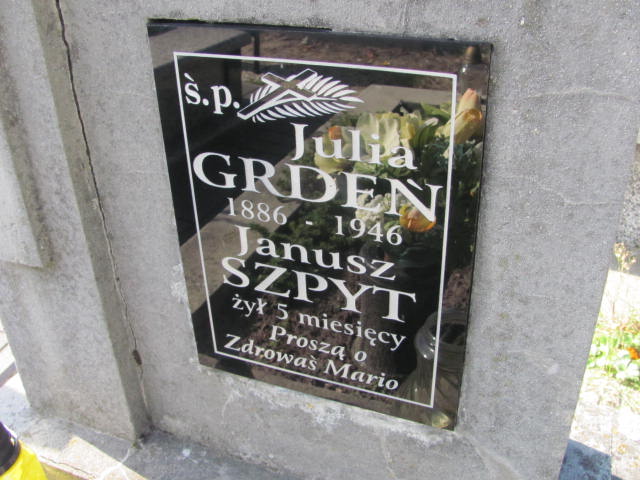 ś.p.
Julia
GRDEŃ
1886 - 1946
Janusz
SZPYT
żył 5 miesięcy
Proszą o
Zdrowaś Mario